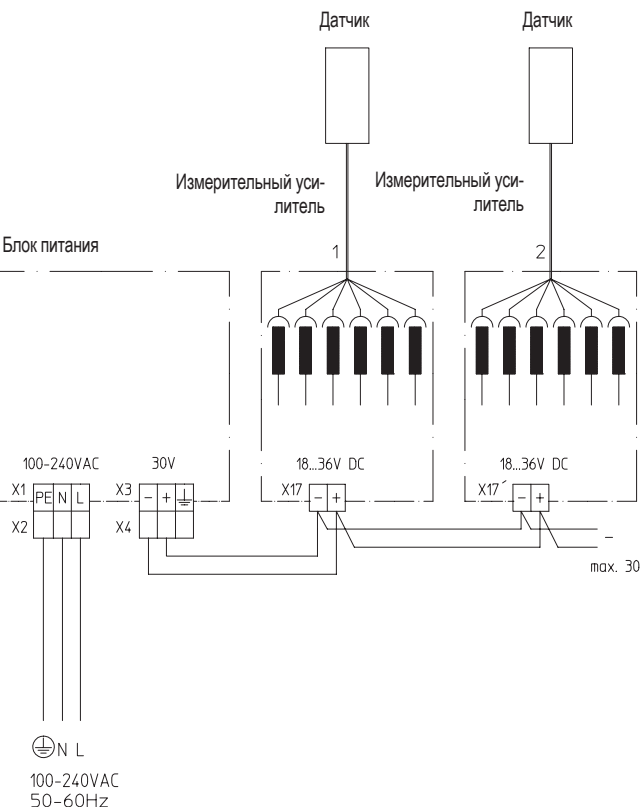 Датчик
Датчик
Измерительный уси-
литель
Измерительный уси-
литель
Блок питания
1
2
100-240VAC
30V
18...36V DC
18...36V DC
X1
PE N L
X3
- +
X17
- +
X17´
- +
X2
X4
-
max. 30
N L
100-240VAC
50-60Hz